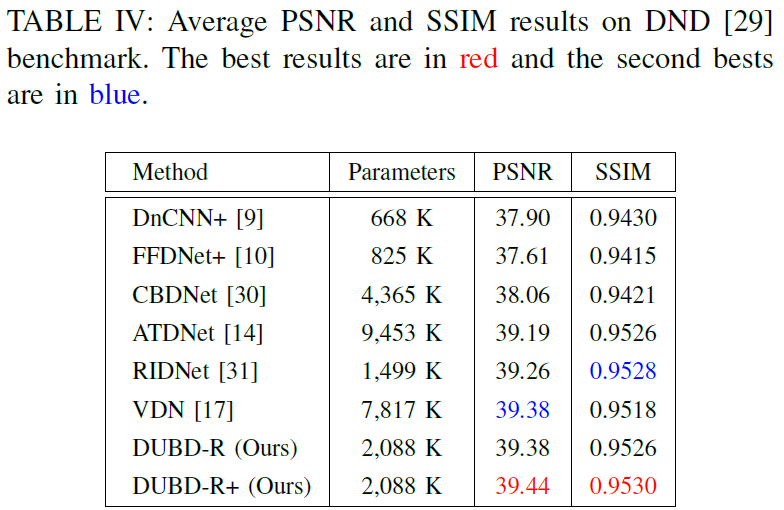 TABLE IV: Average PSNR and SSIM results on DND [29]
benchmark. The best results are in red and the second bests
are in blue.
Method Parameters PSNR SSIM
DnCNN+ [9] 668 K 37.90 0.9430
FFDNet+ [10] 825 K 37.61 0.9415
CBDNet [30] 4,365 K 38.06 0.9421
ATDNet [14] 9,453 K 39.19 0.9526
RIDNet [31] 1,499 K 39.26 0.9528
VDN [17] 7,817 K 39.38 0.9518
DUBD-R (Ours) 2,088 K 39.38 0.9526
DUBD-R+ (Ours) 2,088 K 39.44 0.9530